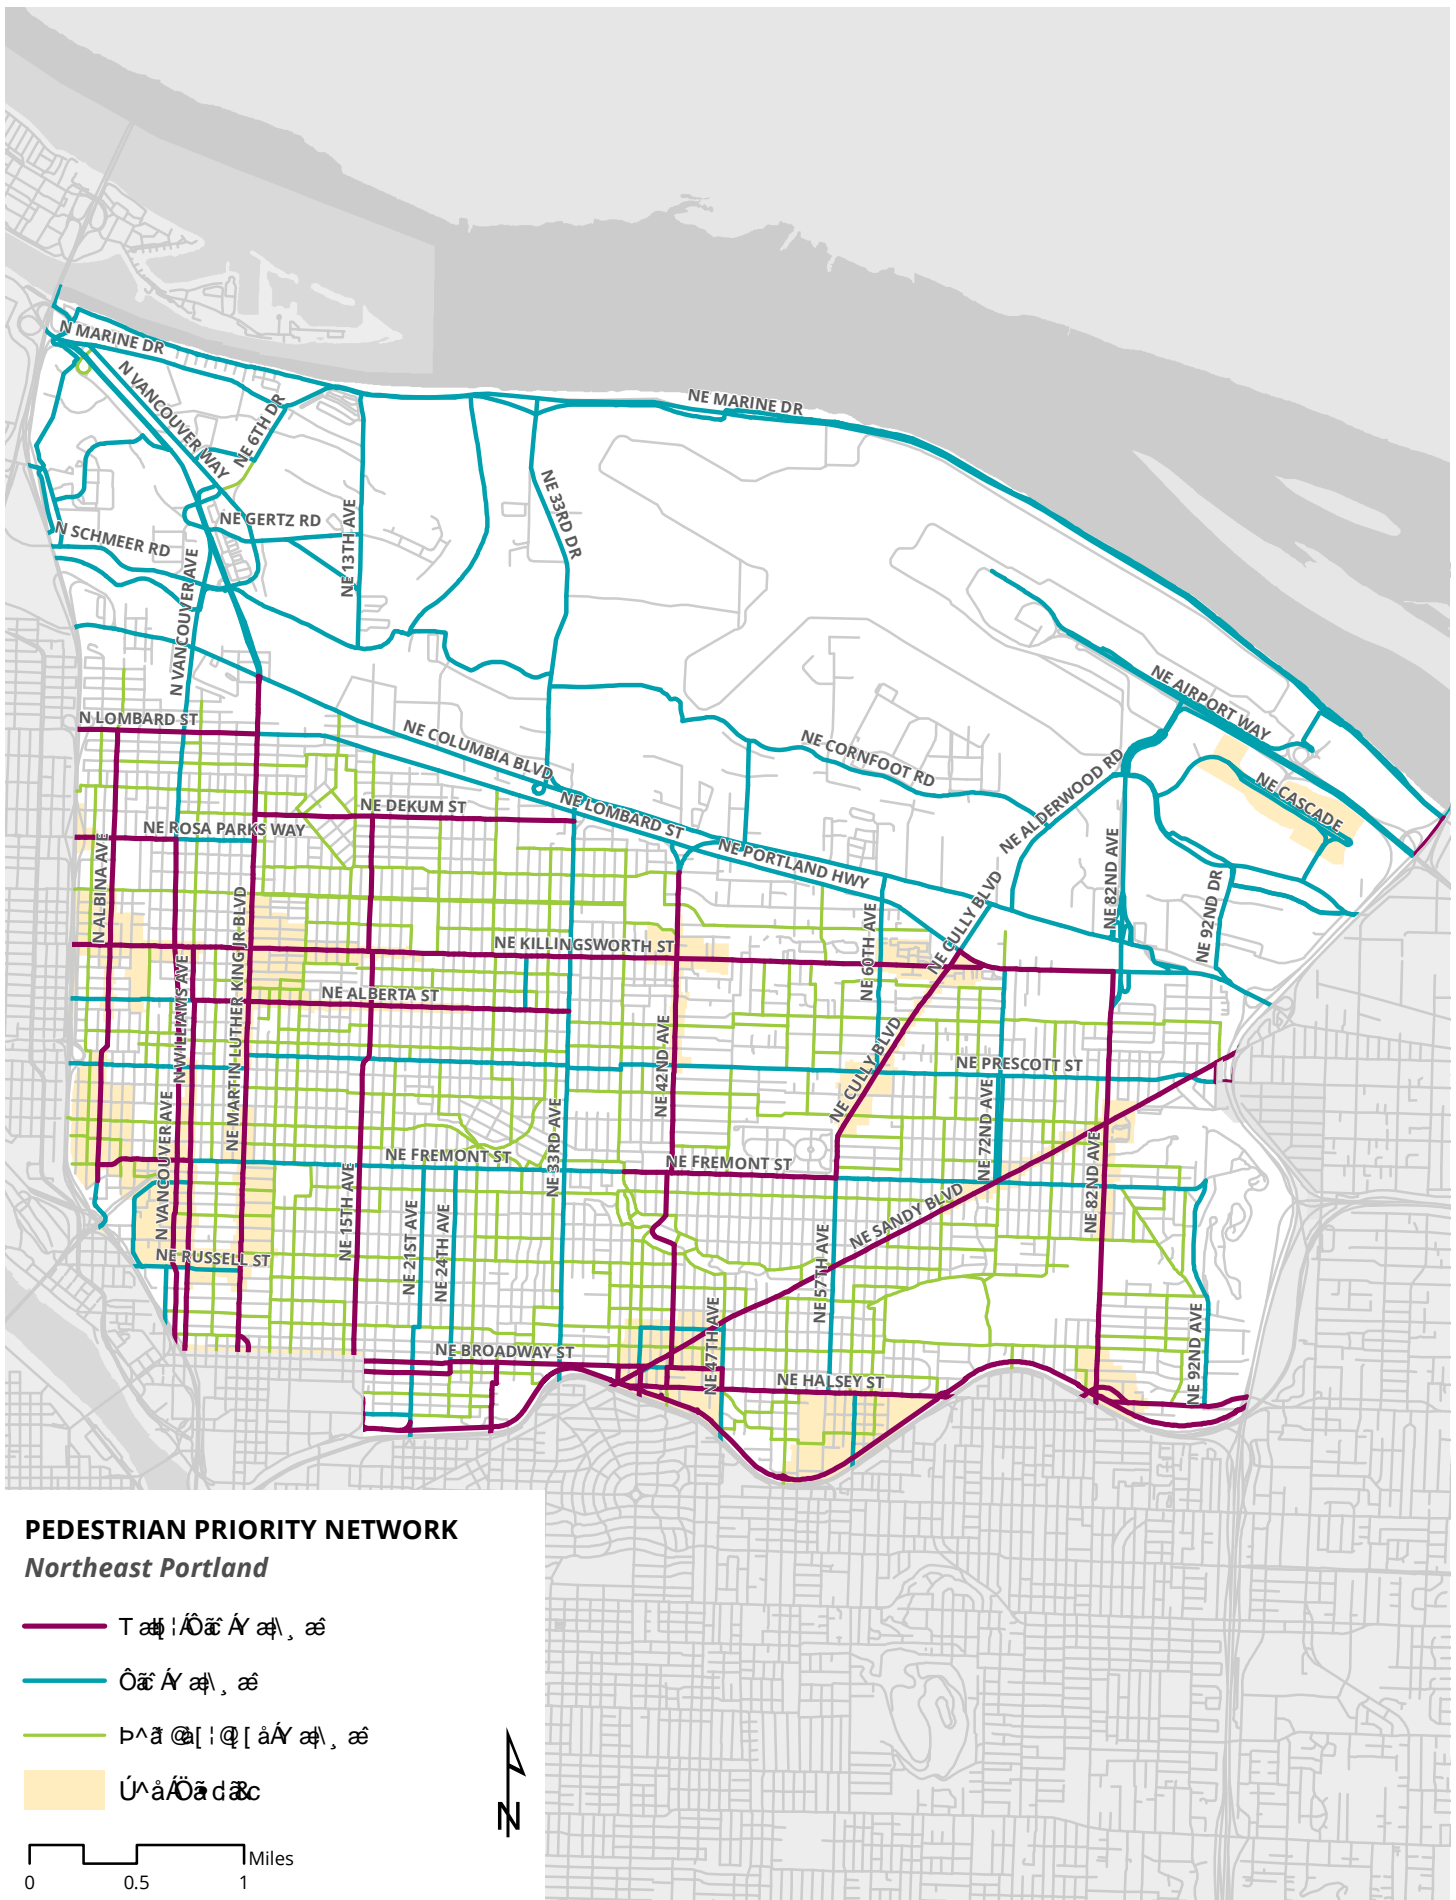 N MARINE DR
N VANCOUVER WAY
NE 6TH DR
NE MARINE DR
NE 33RD DR
NE GERTZ RD
NE 13TH AVE
N SCHMEER RD
N VANCOUVER AVE
NE AIRPORT WAY
N LOMBARD ST
NE COLUMBIA BLVD
NE CORNFOOT RD
NE ALDERWOOD RD
NE CASCADE
NE DEKUM ST
NE LOMBARD ST
NE ROSA PARKS WAY
NE PORTLAND HWY
N ALBINA AVE
NE MARTIN LUTHER KING JR BLVD
NE CULLY BLVD
NE 82ND AVE
NE 92ND DR
NE KILLINGSWORTH ST
NE 60TH AVE
N WILLIAMS AVE
NE ALBERTA ST
NE 42ND AVE
NE CULLY BLVD
NE PRESCOTT ST
NE 72ND AVE
N VANCOUVER AVE
NE 33RD AVE
NE FREMONT ST
NE FREMONT ST
NE 82ND AVE
NE 15TH AVE
NE 21ST AVE
NE 24TH AVE
NE SANDY BLVD
NE 57TH AVE
NE RUSSELL ST
NE 47TH AVE
NE 92ND AVE
NE BROADWAY ST
NE HALSEY ST
PEDESTRIAN PRIORITY NETWORK
Northeast Portland
N
Miles
0 0.5 1